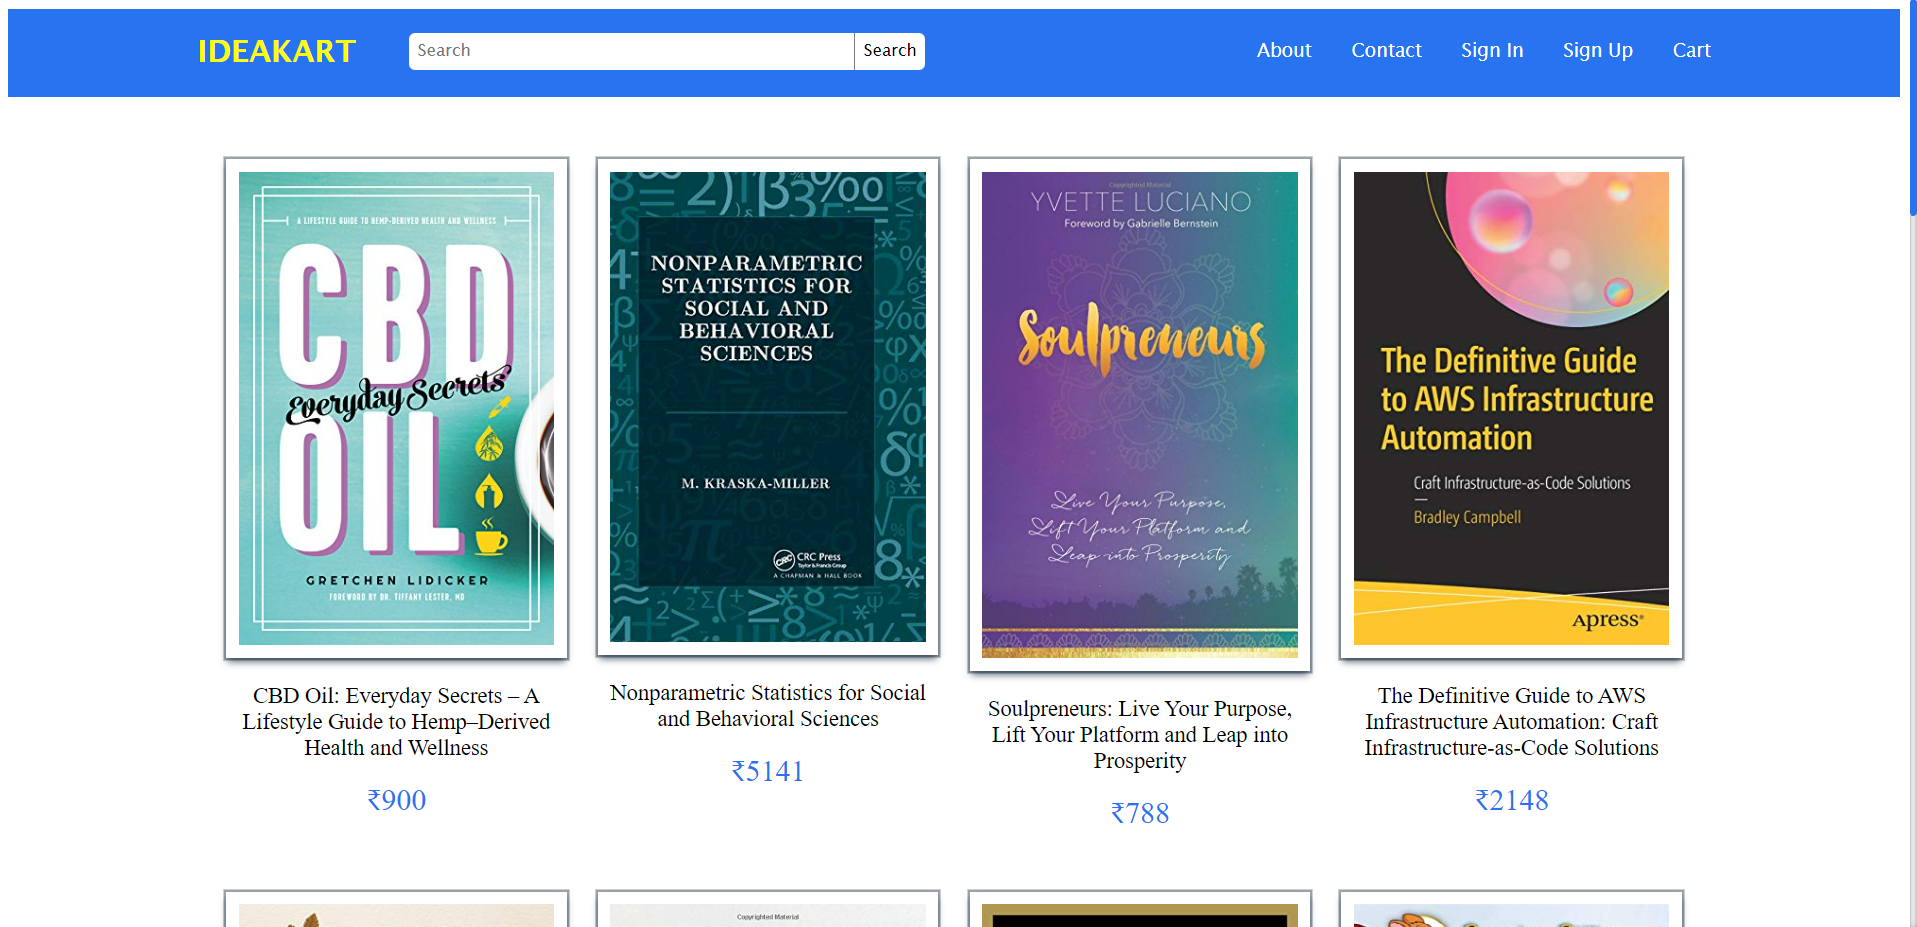 IDEAKART
Search
Search
About
Contact
Sign In
Sign Up
Cart
A LIFESTYLE GUIDE TO HEMP-DERIVED HEALTH AND WELLNESS
CBD
Everyday Secrets
OIL
GRETCHEN LIDICKER
FOREWORD BY DR. TIFFANY LESTER, MD
NONPARAMETRIC
STATISTICS FOR
SOCIAL AND
BEHAVIORAL
SCIENCES
M. KRASKA-MILLER
CRC
CRC Press
Taylor & Francis Group
A CHAPMAN & HALL BOOK
Copyrighted Material
YVETTE LUCIANO
Foreword by Gabrielle Bernstein
Soulpreneurs
Live Your Purpose,
Lift Your Platform and
Leap into Prosperity
The Definitive Guide
to AWS Infrastructure
Automation
Craft Infrastructure-as-Code Solutions
Bradley Campbell
Apress®
CBD Oil: Everyday Secrets – A
Lifestyle Guide to Hemp–Derived
Health and Wellness
₹900
Nonparametric Statistics for Social
and Behavioral Sciences
₹5141
Soulpreneurs: Live Your Purpose,
Lift Your Platform and Leap into
Prosperity
₹788
The Definitive Guide to AWS
Infrastructure Automation: Craft
Infrastructure-as-Code Solutions
₹2148
Copyrighted Material